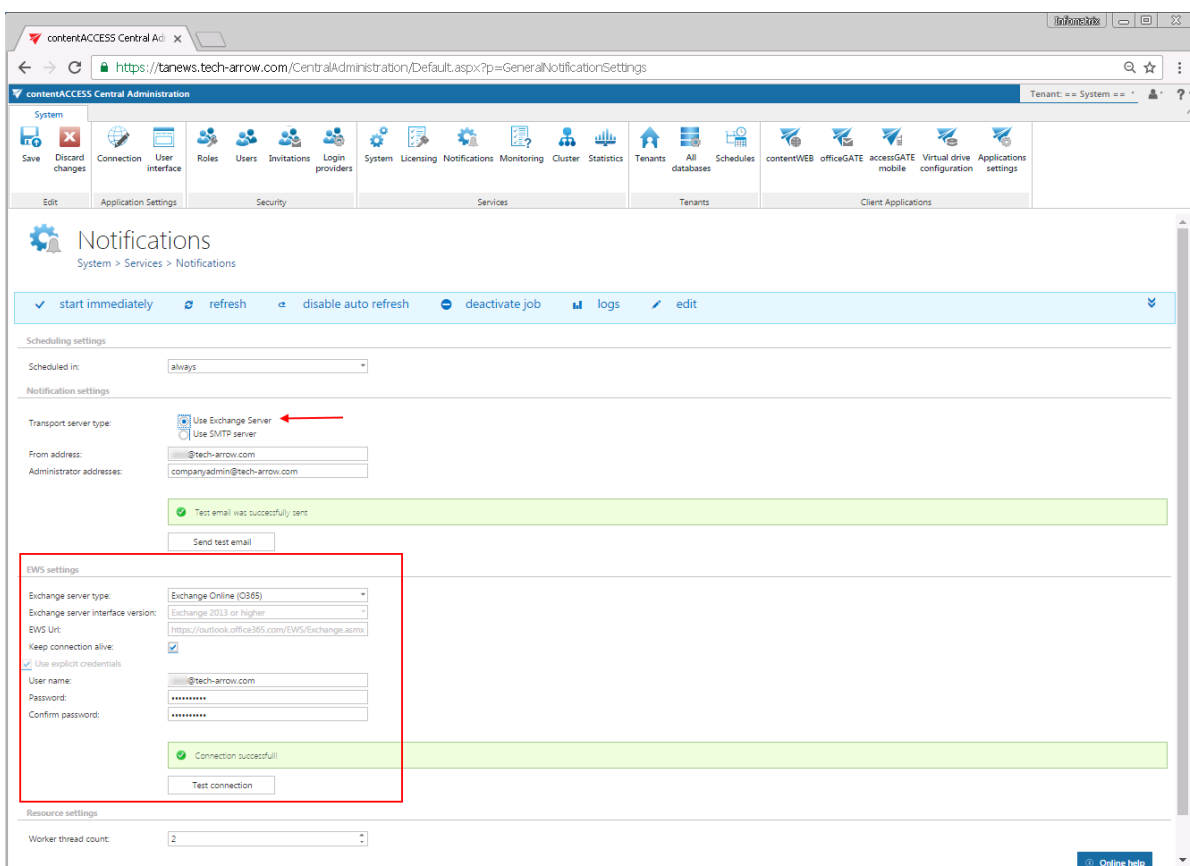 Infomatrix
contentACCESS Central Ad
https://tanews.tech-arrow.com/CentralAdministration/Default.aspx?p=GeneralNotificationSettings
contentACCESS Central Administration
Tenant: == System ==
?
System
Save
Discard changes
Connection
User interface
Roles
Users
Invitations
Login providers
System
Licensing
Notifications
Monitoring
Cluster
Statistics
Tenants
All databases
Schedules
contentWEB
officeGATE
accessGATE mobile
Virtual drive configuration
Applications settings
Edit
Application Settings
Security
Services
Tenants
Client Applications
Notifications
System > Services > Notifications
start immediately
refresh
disable auto refresh
deactivate job
logs
edit
Scheduling settings
Scheduled in:
always
Notification settings
Transport server type:
Use Exchange Server
Use SMTP server
From address:
@tech-arrow.com
Administrator addresses:
companyadmin@tech-arrow.com
Test email was successfully sent
Send test email
EWS settings
Exchange server type:
Exchange Online (O365)
Exchange server interface version:
Exchange 2013 or higher
EWS Url:
https://outlook.office365.com/EWS/Exchange.asmx
Keep connection alive:
Use explicit credentials
User name:
@tech-arrow.com
Password:
••••••••••
Confirm password:
••••••••••
Connection successfull!
Test connection
Resource settings
Worker thread count:
2
Online help